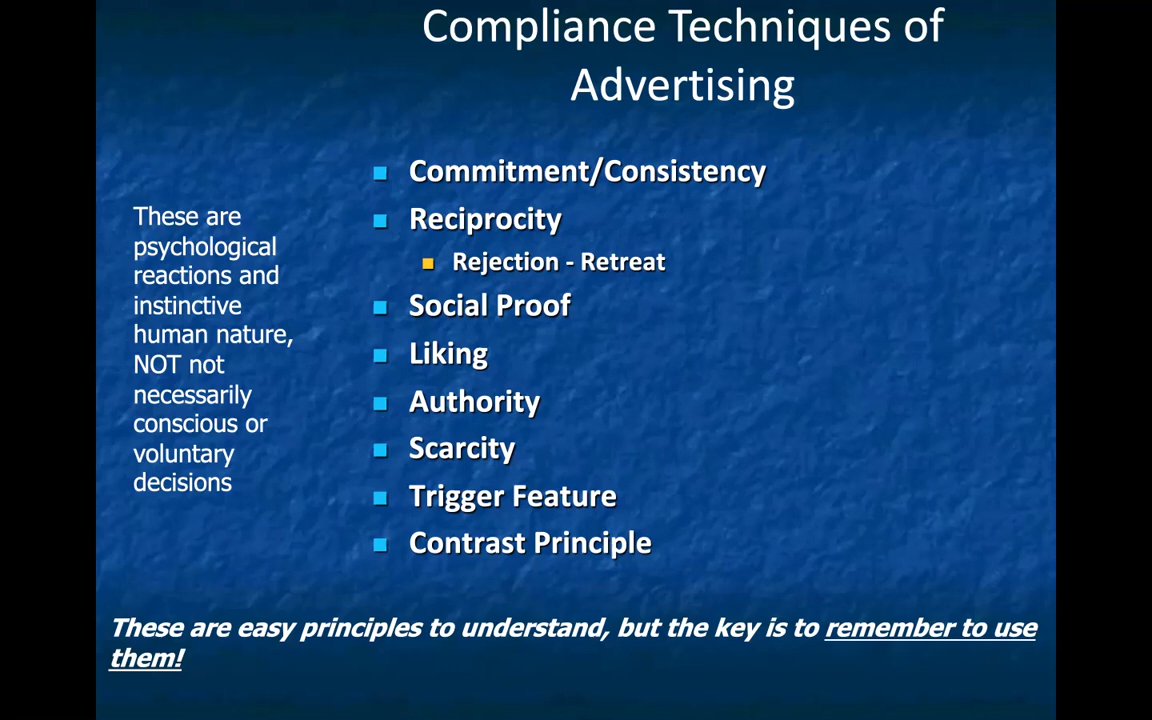 Compliance Techniques of
Advertising
These are
psychological
reactions and
instinctive
human nature,
NOT not
necessarily
conscious or
voluntary
decisions
Commitment/Consistency
Reciprocity
Rejection - Retreat
Social Proof
Liking
Authority
Scarcity
Trigger Feature
Contrast Principle
These are easy principles to understand, but the key is to remember to use
them!